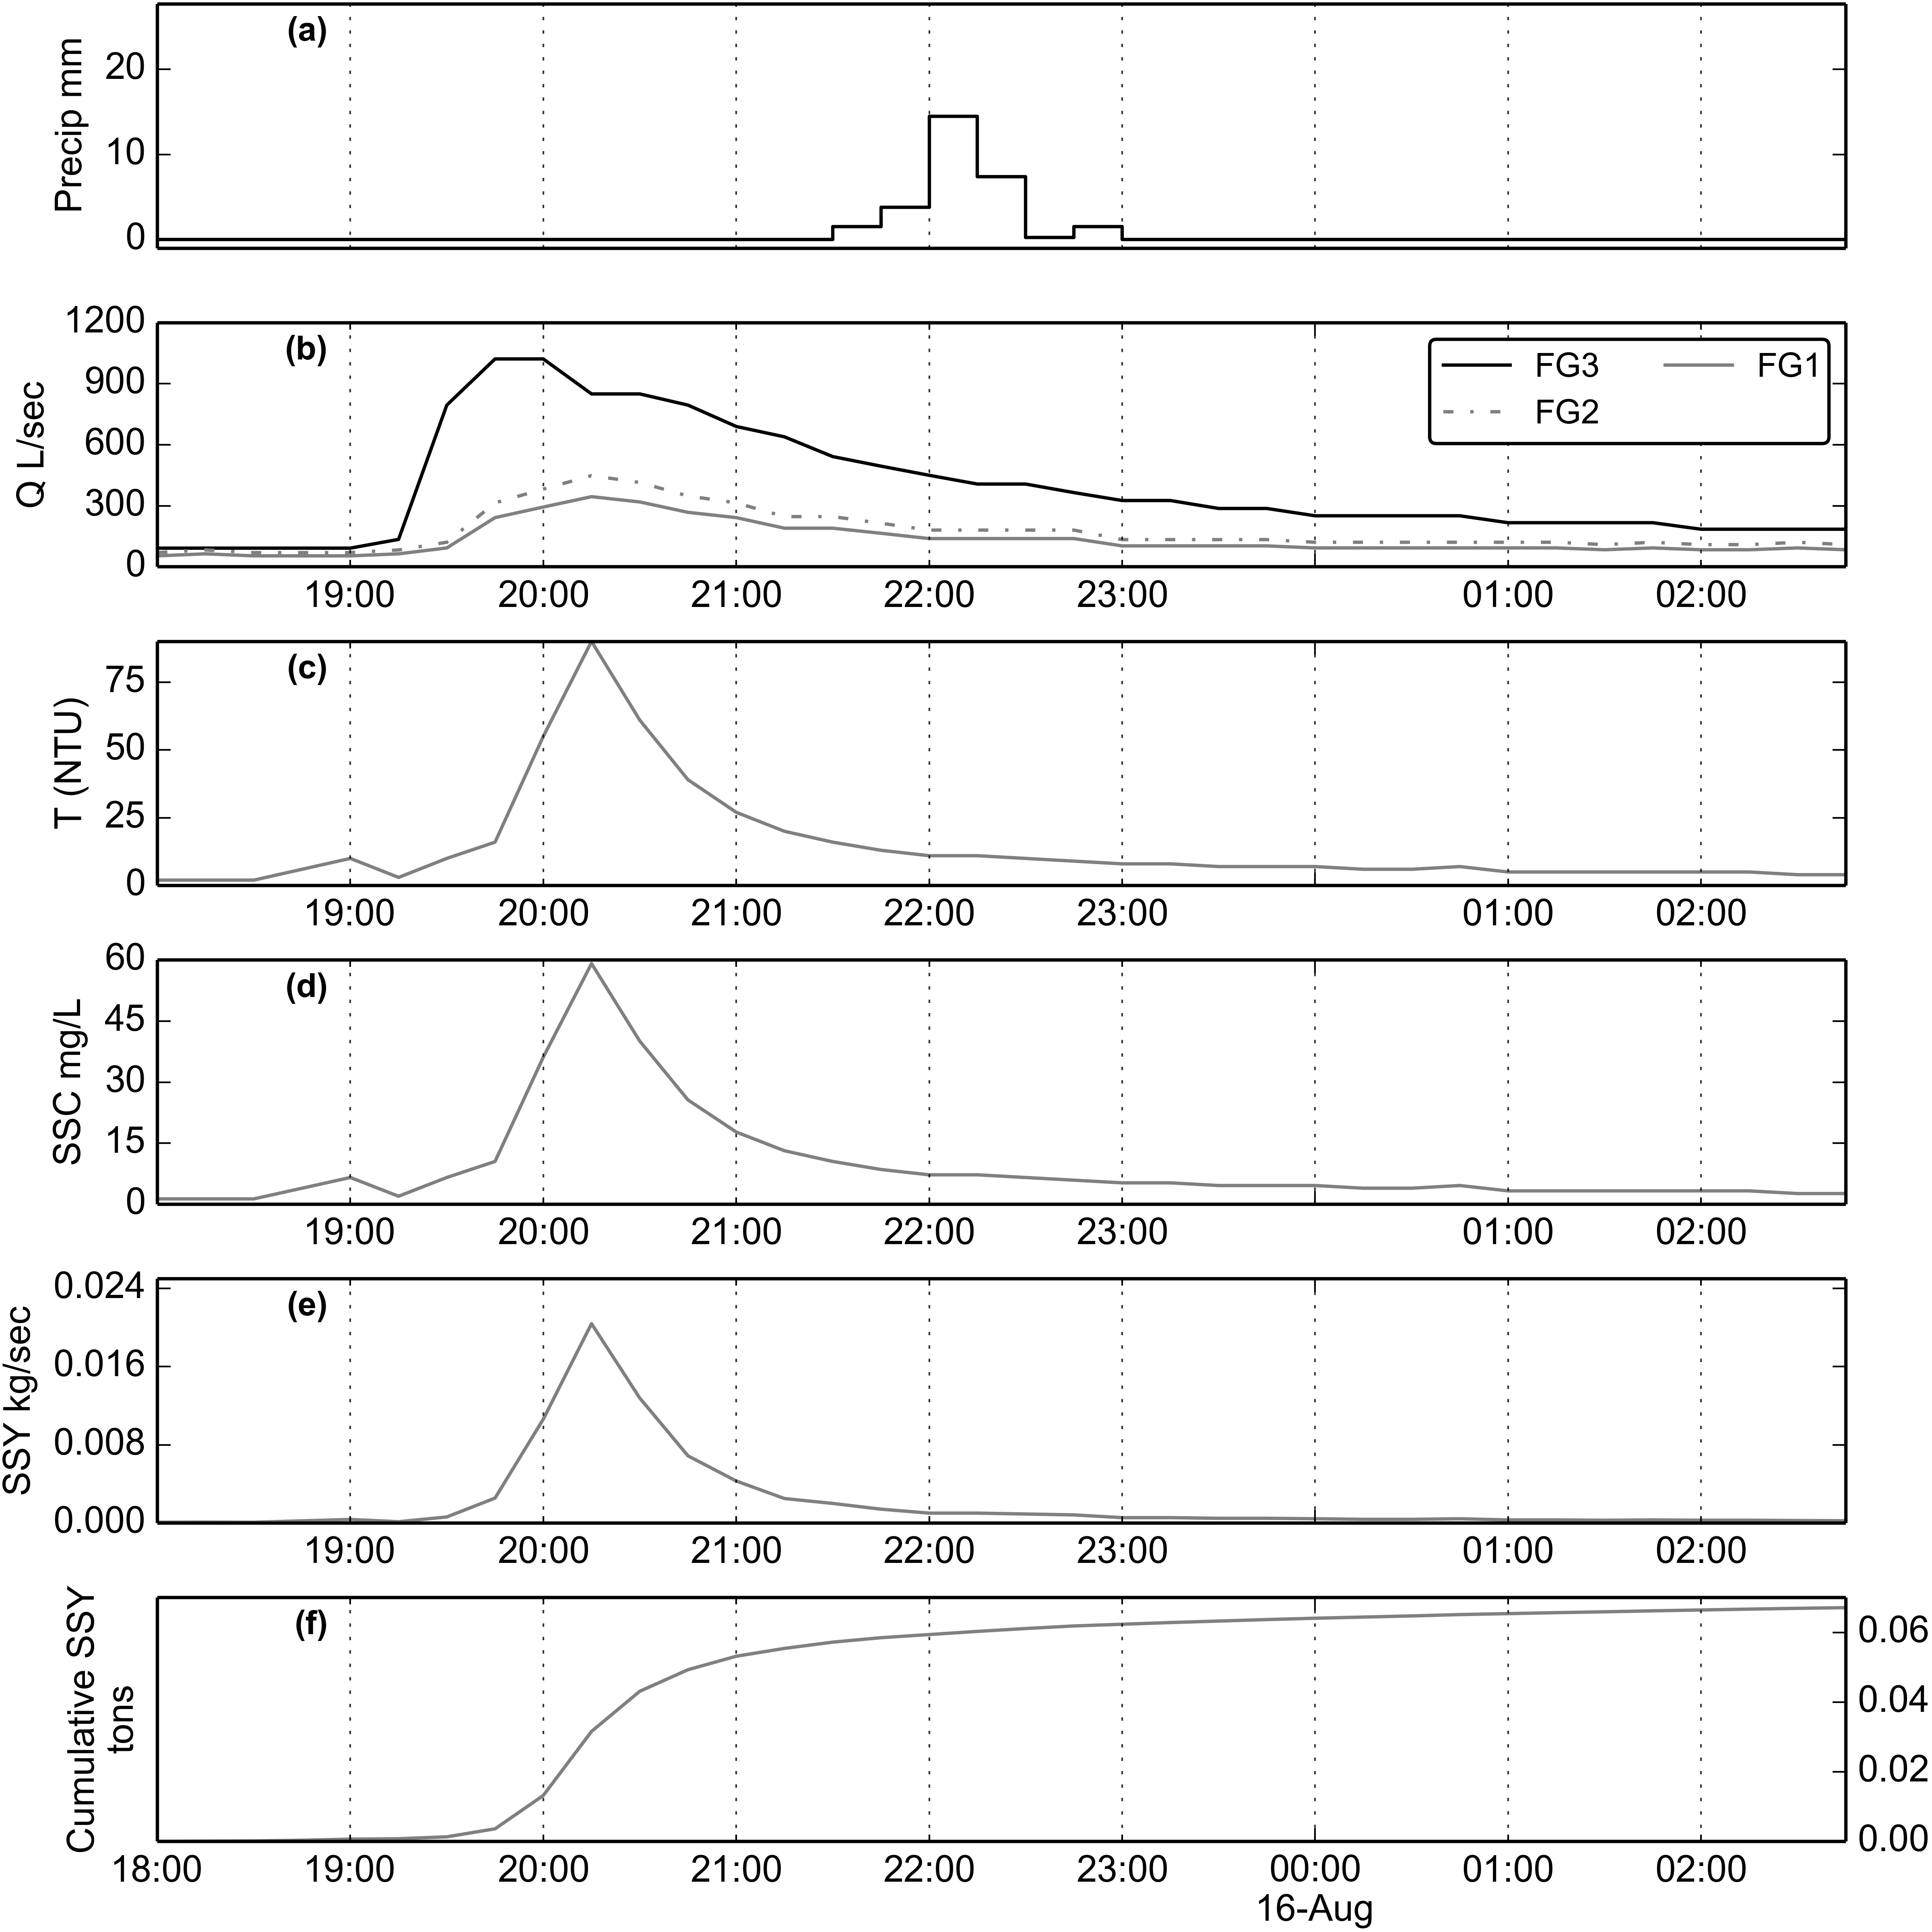 (a)
Precip mm
20
10
0
(b)
Q L/sec
1200
900
600
300
0
FG3 FG1
FG2
19:00 20:00 21:00 22:00 23:00 01:00 02:00
(c)
T (NTU)
75
50
25
0
19:00 20:00 21:00 22:00 23:00 01:00 02:00
(d)
SSC mg/L
60
45
30
15
0
19:00 20:00 21:00 22:00 23:00 01:00 02:00
(e)
SSY kg/sec
0.024
0.016
0.008
0.000
19:00 20:00 21:00 22:00 23:00 01:00 02:00
(f)
Cumulative SSY
tons
0.06
0.04
0.02
0.00
18:00 19:00 20:00 21:00 22:00 23:00 00:00 01:00 02:00
16-Aug